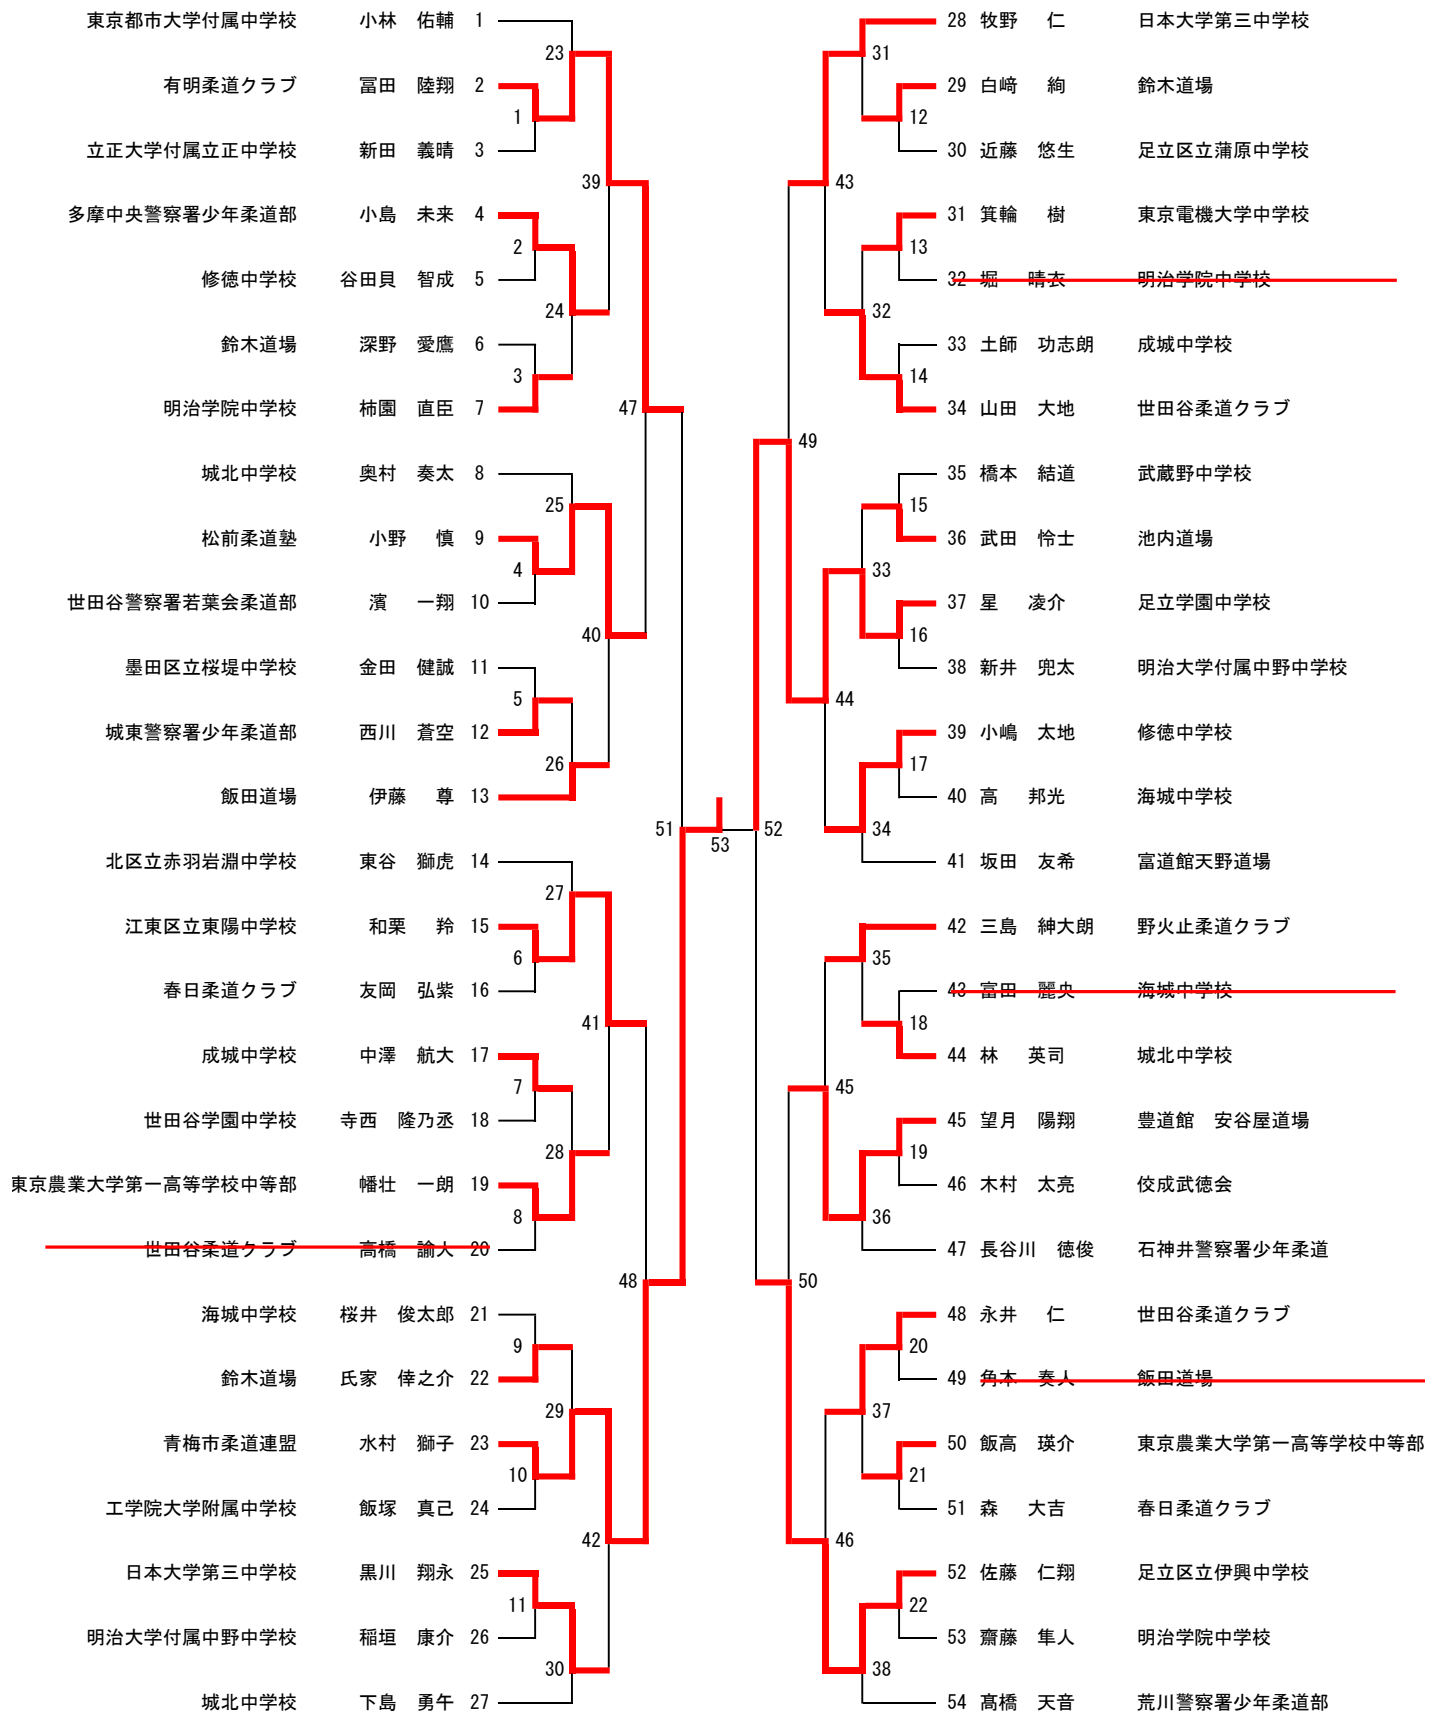 東京都市大学付属中学校 小林 佑輔 1
有明柔道クラブ 冨田 陸翔 2
立正大学付属立正中学校 新田 義晴 3
多摩中央警察署少年柔道部 小島 未来 4
修徳中学校 谷田貝 智成 5
鈴木道場 深野 愛鷹 6
明治学院中学校 柿園 直臣 7
城北中学校 奥村 奏太 8
松前柔道塾 小野 慎 9
世田谷警察署若葉会柔道部 濱 一翔 10
墨田区立桜堤中学校 金田 健誠 11
城東警察署少年柔道部 西川 蒼空 12
飯田道場 伊藤 尊 13
北区立赤羽岩淵中学校 東谷 獅虎 14
江東区立東陽中学校 和栗 羚 15
春日柔道クラブ 友岡 弘紫 16
成城中学校 中澤 航大 17
世田谷学園中学校 寺西 隆乃丞 18
東京農業大学第一高等学校中等部 幡壮 一朗 19
世田谷柔道クラブ 高橋 諭大 20
海城中学校 桜井 俊太郎 21
鈴木道場 氏家 倖之介 22
青梅市柔道連盟 水村 獅子 23
工学院大学附属中学校 飯塚 真己 24
日本大学第三中学校 黒川 翔永 25
明治大学付属中野中学校 稲垣 康介 26
城北中学校 下島 勇午 27
23
1
39
2
24
3
47
25
4
40
5
26
51
53
27
6
41
7
28
8
48
9
29
10
42
11
30
31
12
43
13
32
14
49
15
33
16
44
17
34
52
35
18
45
19
36
50
20
37
21
46
22
38
28 牧野 仁 日本大学第三中学校
29 白﨑 絢 鈴木道場
30 近藤 悠生 足立区立蒲原中学校
31 箕輪 樹 東京電機大学中学校
32 堀 晴衣 明治学院中学校
33 土師 功志朗 成城中学校
34 山田 大地 世田谷柔道クラブ
35 橋本 結道 武蔵野中学校
36 武田 怜士 池内道場
37 星 凌介 足立学園中学校
38 新井 兜太 明治大学付属中野中学校
39 小嶋 太地 修徳中学校
40 高 邦光 海城中学校
41 坂田 友希 富道館天野道場
42 三島 紳大朗 野火止柔道クラブ
43 富田 麗央 海城中学校
44 林 英司 城北中学校
45 望月 陽翔 豊道館 安谷屋道場
46 木村 太亮 佼成武徳会
47 長谷川 徳俊 石神井警察署少年柔道
48 永井 仁 世田谷柔道クラブ
49 角本 奏人 飯田道場
50 飯高 瑛介 東京農業大学第一高等学校中等部
51 森 大吉 春日柔道クラブ
52 佐藤 仁翔 足立区立伊興中学校
53 齋藤 隼人 明治学院中学校
54 髙橋 天音 荒川警察署少年柔道部